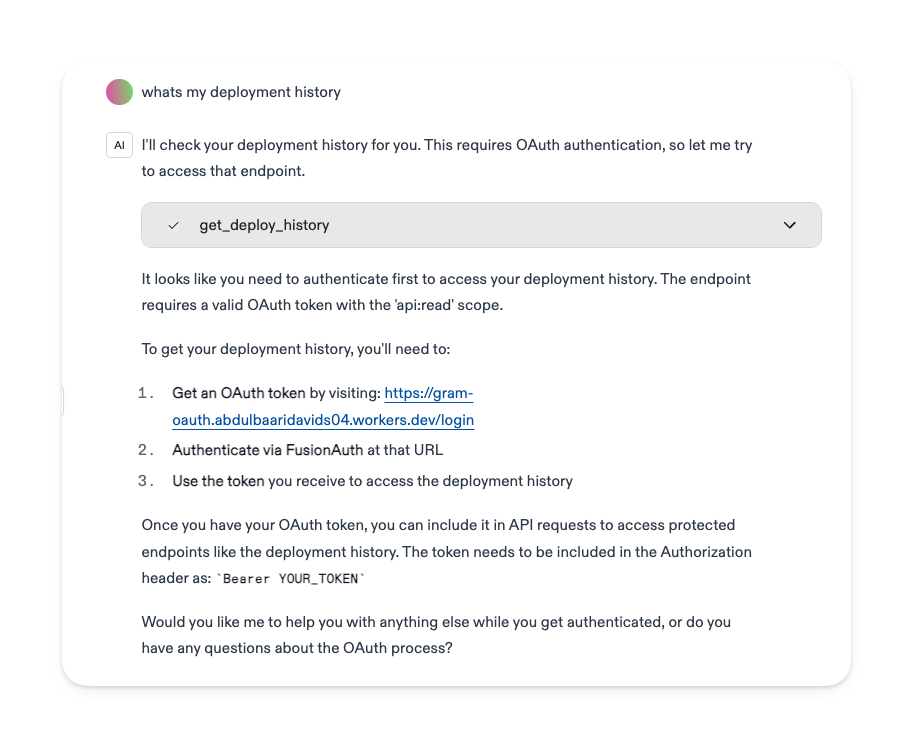 whats my deployment history
AI
I'll check your deployment history for you. This requires OAuth authentication, so let me try
to access that endpoint.
get_deploy_history
It looks like you need to authenticate first to access your deployment history. The endpoint
requires a valid OAuth token with the 'api:read' scope.
To get your deployment history, you'll need to:
1. Get an OAuth token by visiting: https://gram-
oauth.abdulbaaridavids04.workers.dev/login
2. Authenticate via FusionAuth at that URL
3. Use the token you receive to access the deployment history
Once you have your OAuth token, you can include it in API requests to access protected
endpoints like the deployment history. The token needs to be included in the Authorization
header as: `Bearer YOUR_TOKEN`
Would you like me to help you with anything else while you get authenticated, or do you
have any questions about the OAuth process?